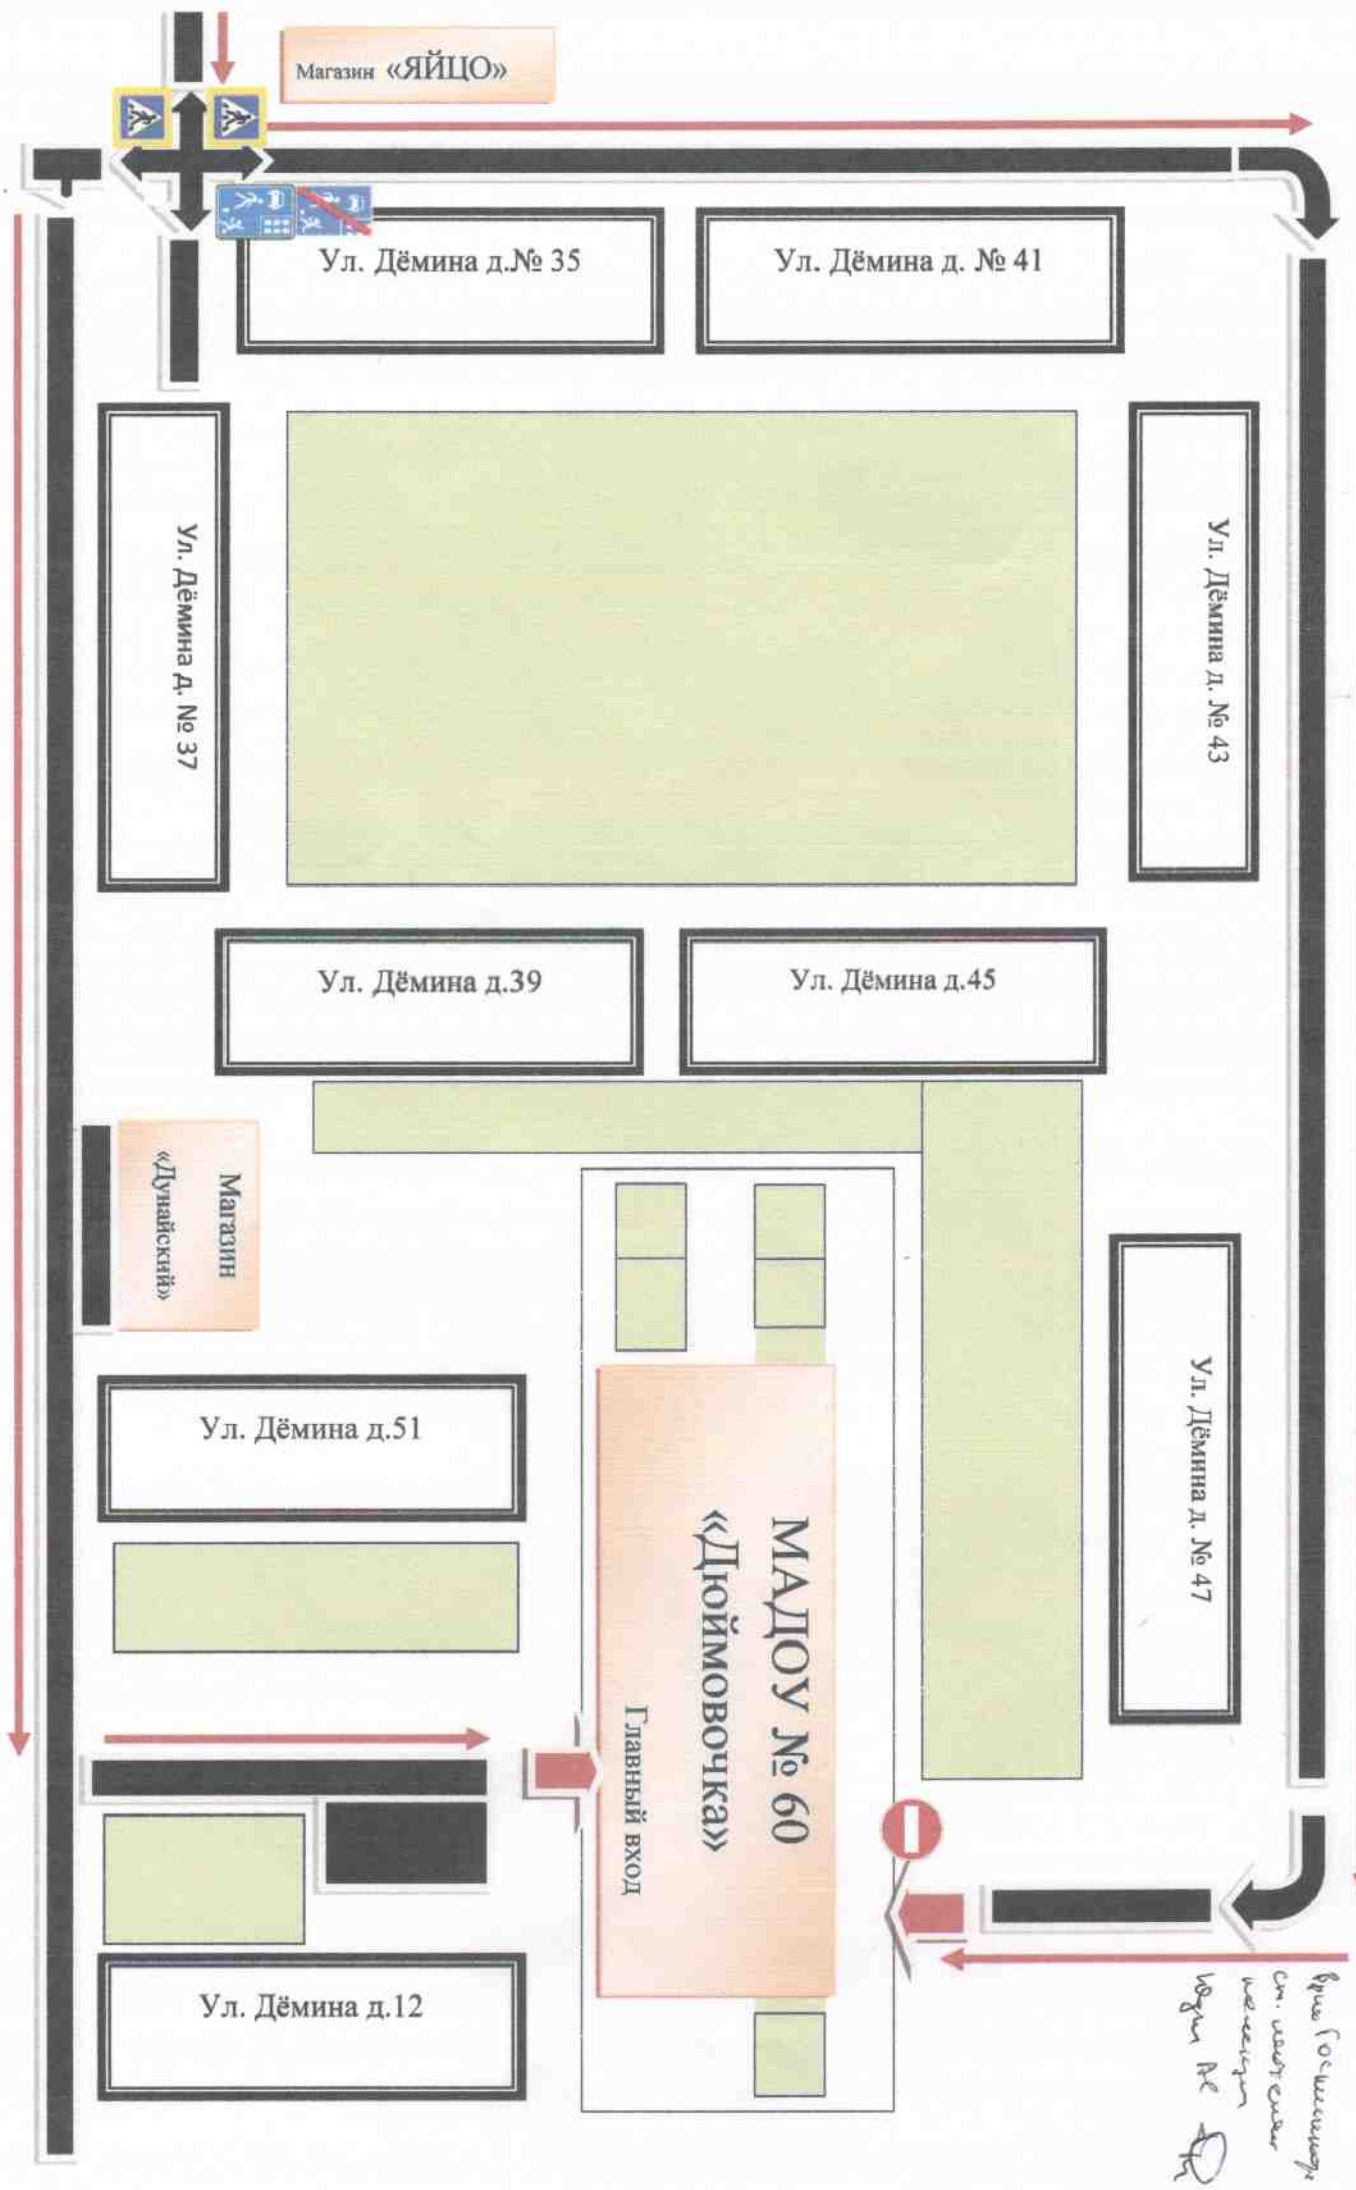 Магазин «ЯЙЦО»
Ул. Дёмина д.№ 35
Ул. Дёмина д. № 41
Ул. Дёмина д. № 37
Ул. Дёмина д. № 43
Ул. Дёмина д.39
Ул. Дёмина д.45
Магазин
«Дунайский»
Ул. Дёмина д. № 47
Ул. Дёмина д.51
МАДОУ № 60
«Дюймовочка»
Главный вход
Ул. Дёмина д.12